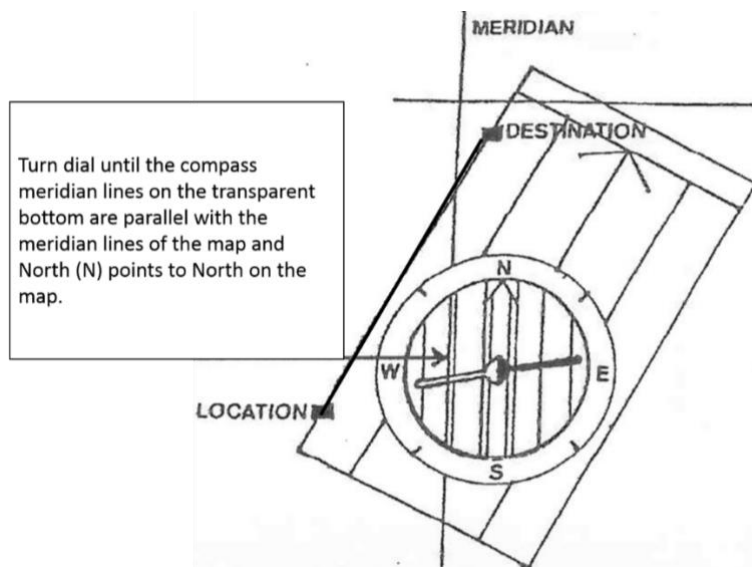 MERIDIAN
DESTINATION
Turn dial until the compass
meridian lines on the transparent
bottom are parallel with the
meridian lines of the map and
North (N) points to North on the
map.
N
W
E
LOCATION
S